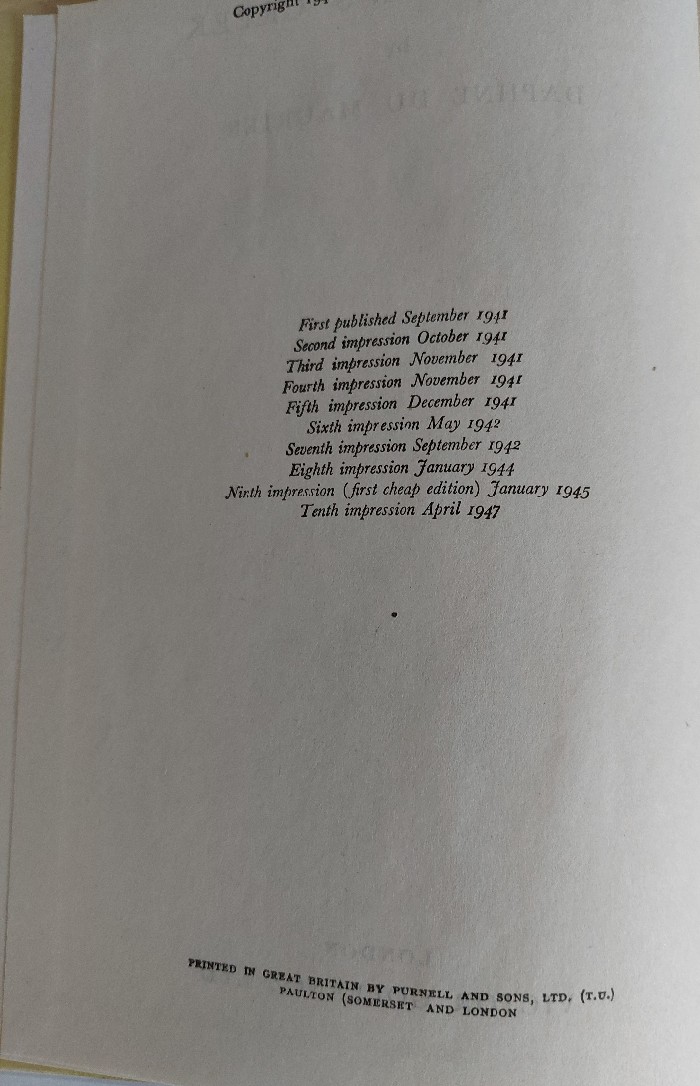 Copyright
First published September 1941
Second impression October 1941
Third impression November 1941
Fourth impression November 1941
Fifth impression December 1941
Sixth impression May 1942
Seventh impression September 1942
Eighth impression January 1944
Ninth impression (first cheap edition) January 1945
Tenth impression April 1947
PRINTED IN GREAT BRITAIN BY PURNELL AND SONS, LTD. (T.U.)
PAULTON (SOMERSET AND LONDON